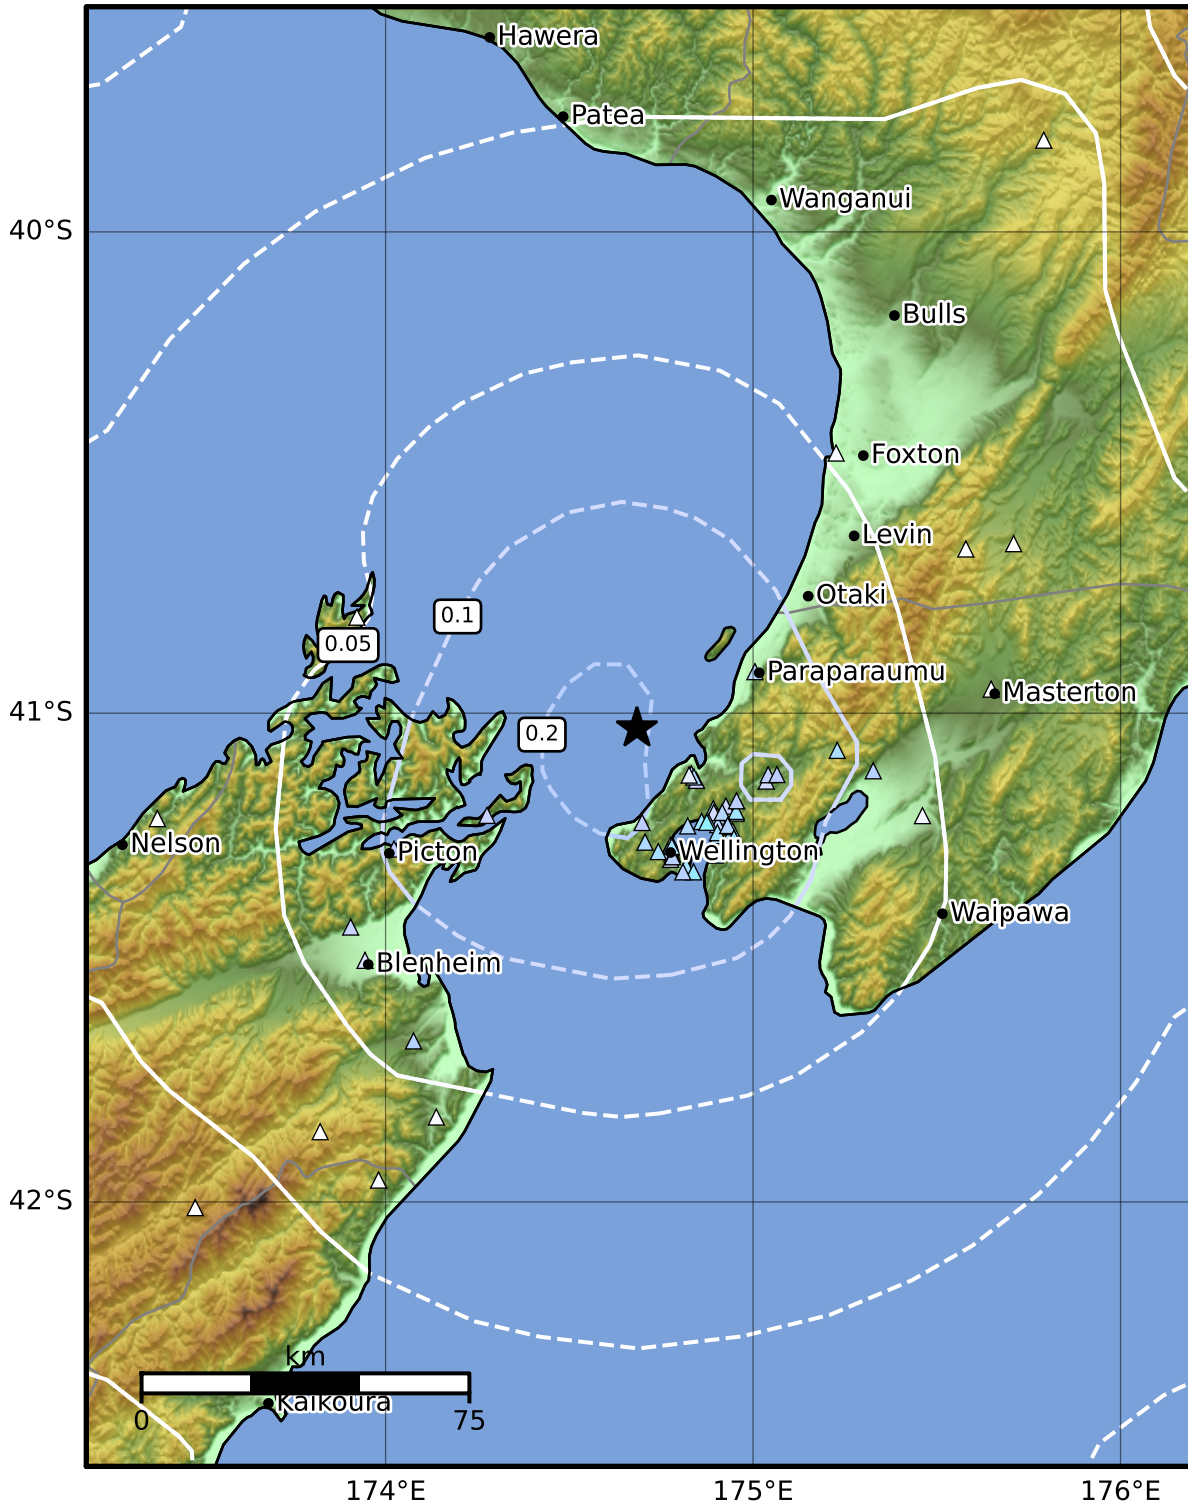 Hawera
Patea
Wanganui
40°S
Bulls
Foxton
Levin
Otaki
0.1
0.05
Paraparaumu
Masterton
41°S
0.2
Nelson
Picton
Wellington
Waipawa
Blenheim
42°S
km
Kaikoura
0
75
174°E
175°E
176°E